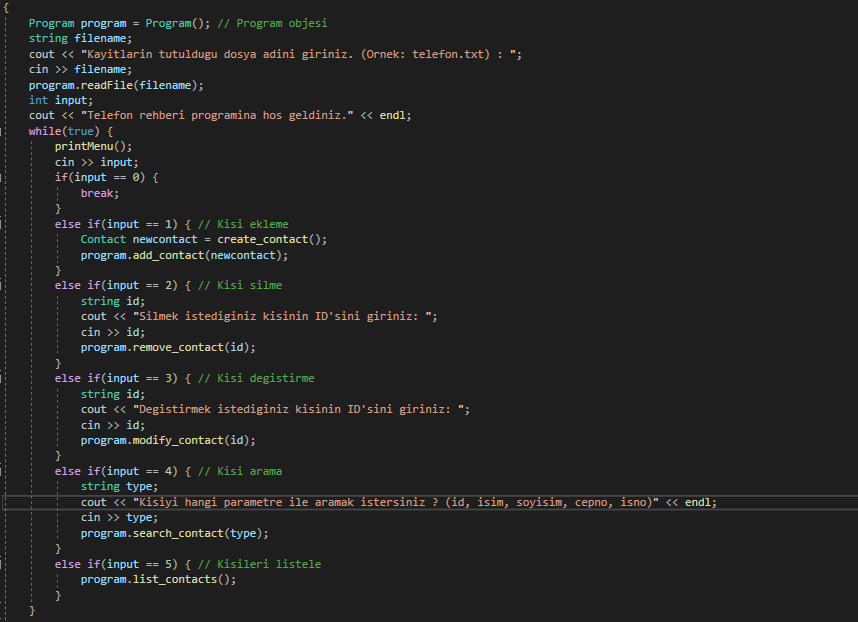 {
Program program = Program(); // Program objesi
string filename;
cout << "Kayitlarin tutuldugu dosya adini giriniz. (Ornek: telefon.txt) : ";
cin >> filename;
program.readFile(filename);
int input;
cout << "Telefon rehberi programina hos geldiniz." << endl;
while(true) {
printMenu();
cin >> input;
if(input == 0) {
break;
}
else if(input == 1) { // Kisi ekleme
Contact newcontact = create_contact();
program.add_contact(newcontact);
}
else if(input == 2) { // Kisi silme
string id;
cout << "Silmek istediginiz kisinin ID'sini giriniz: ";
cin >> id;
program.remove_contact(id);
}
else if(input == 3) { // Kisi degistirme
string id;
cout << "Degistirmek istediginiz kisinin ID'sini giriniz: ";
cin >> id;
program.modify_contact(id);
}
else if(input == 4) { // Kisi arama
string type;
cout << "Kisiyi hangi parametre ile aramak istersiniz ? (id, isim, soyisim, cepno, isno)" << endl;
cin >> type;
program.search_contact(type);
}
else if(input == 5) { // Kisileri listele
program.list_contacts();
}
}